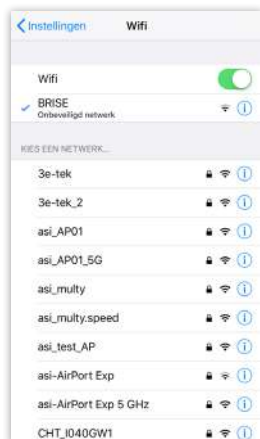 Instellingen Wifi
Wifi
BRISE
Onbeveiligd netwerk
KIES EEN NETWERK...
3e-tek
3e-tek_2
asi_AP01
asi_AP01_5G
asi_multy
asi_multy.speed
asi_test_AP
asi-AirPort Exp
asi-AirPort Exp 5 GHz
CHT_I040GW1